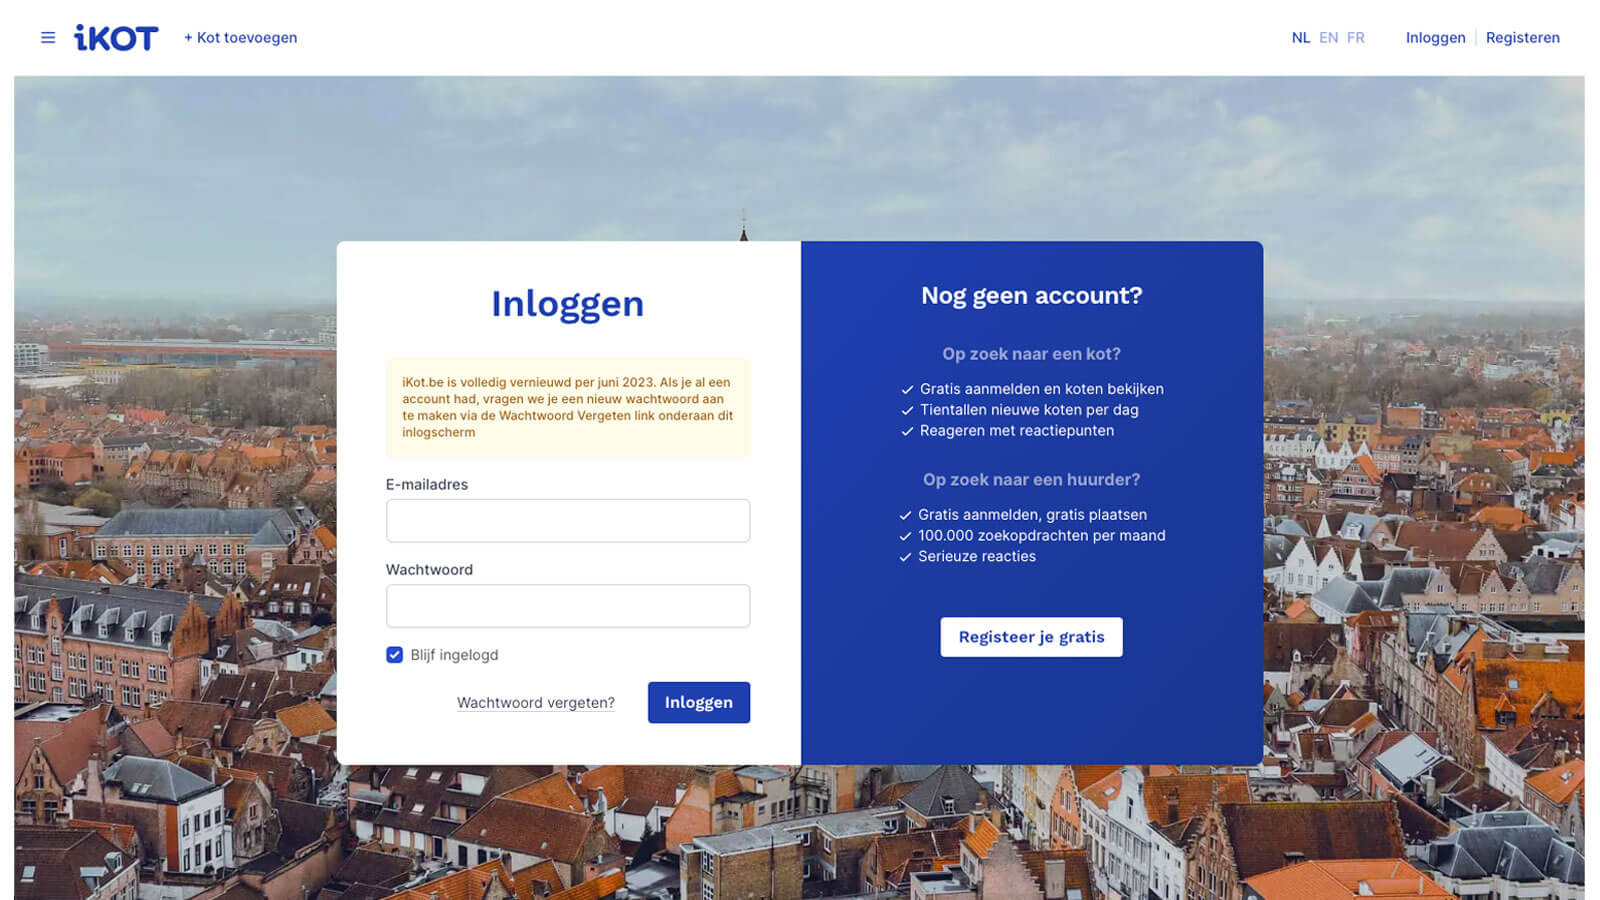 iKOT
+ Kot toevoegen
NL EN FR
Inloggen
Registeren
Inloggen
iKot.be is volledig vernieuwd per juni 2023. Als je al een
account had, vragen we je een nieuw wachtwoord aan
te maken via de Wachtwoord Vergeten link onderaan dit
inlogscherm
E-mailadres
Wachtwoord
Blijf ingelogd
Wachtwoord vergeten?
Inloggen
Nog geen account?
Op zoek naar een kot?
Gratis aanmelden en koten bekijken
Tientallen nieuwe koten per dag
Reageren met reactiepunten
Op zoek naar een huurder?
Gratis aanmelden, gratis plaatsen
100.000 zoekopdrachten per maand
Serieuze reacties
Registeer je gratis